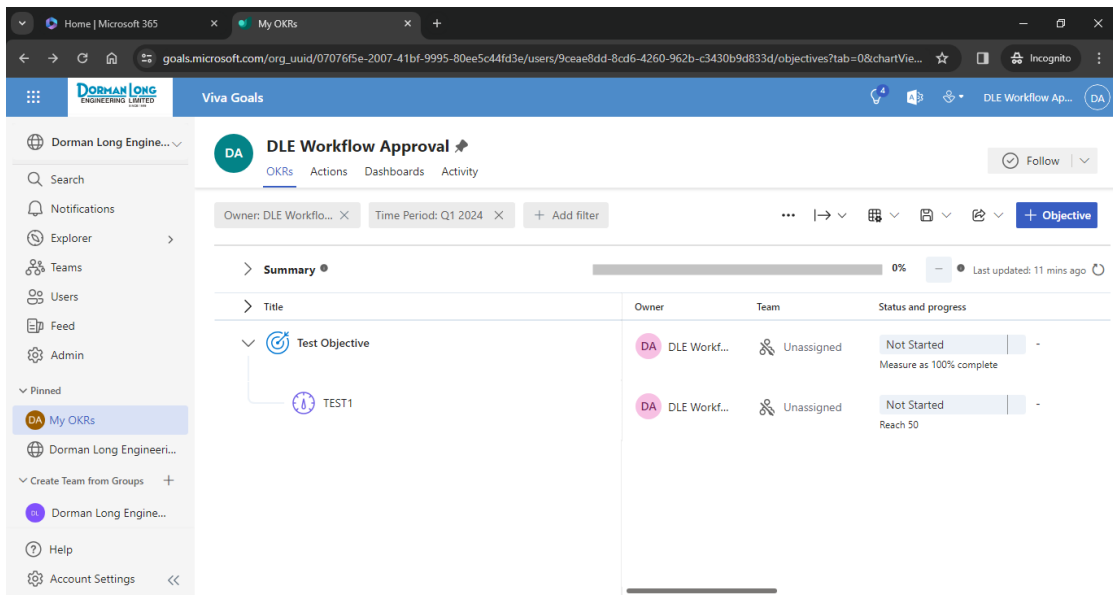 Home | Microsoft 365
My OKRs
goals.microsoft.com/org_uuid/07076f5e-2007-41bf-9995-80ee5c44fd3e/users/9ceae8dd-8cd6-4260-962b-c3430b9d833d/objectives?tab=0&chartVie...
Incognito
DORMAN LONG
ENGINEERING LIMITED
Viva Goals
4
DLE Workflow Ap...
DA
Dorman Long Engine...
Search
Notifications
Explorer
Teams
Users
Feed
Admin
Pinned
DA My OKRs
Dorman Long Engineeri...
Create Team from Groups
DL Dorman Long Engine...
Help
Account Settings
DA
DLE Workflow Approval
OKRs Actions Dashboards Activity
Follow
Owner: DLE Workflo...
Time Period: Q1 2024
+ Add filter
+ Objective
Summary
0%
Last updated: 11 mins ago
Title Owner Team Status and progress
Test Objective DA DLE Workf... Unassigned Not Started -
Measure as 100% complete
TEST1 DA DLE Workf... Unassigned Not Started -
Reach 50